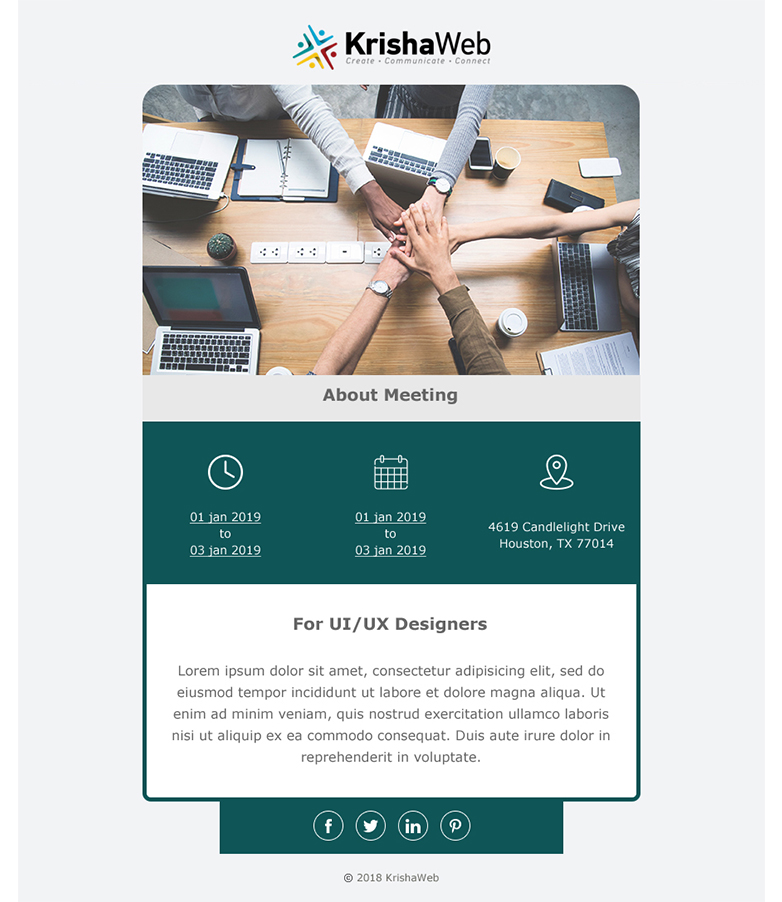 KrishaWeb
Create • Communicate • Connect
About Meeting
01 jan 2019
to
03 jan 2019
01 jan 2019
to
03 jan 2019
4619 Candlelight Drive
Houston, TX 77014
For UI/UX Designers
Lorem ipsum dolor sit amet, consectetur adipisicing elit, sed do
eiusmod tempor incididunt ut labore et dolore magna aliqua. Ut
enim ad minim veniam, quis nostrud exercitation ullamco laboris
nisi ut aliquip ex ea commodo consequat. Duis aute irure dolor in
reprehenderit in voluptate.
© 2018 KrishaWeb